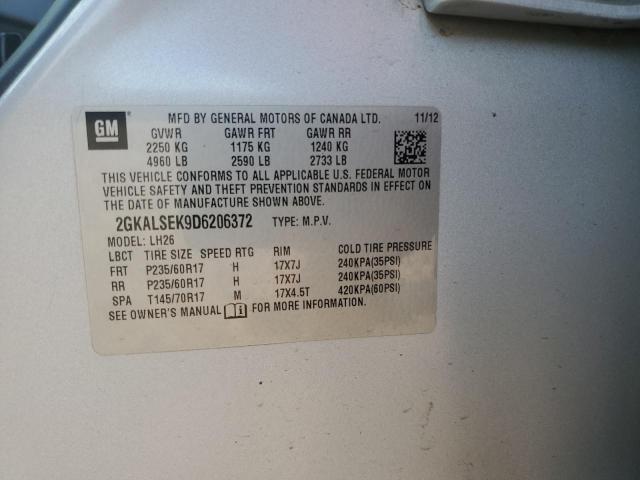 GM
MFD BY GENERAL MOTORS OF CANADA LTD. 11/12
GVWR GAWR FRT GAWR RR
2250 KG 1175 KG 1240 KG
4960 LB 2590 LB 2733 LB
THIS VEHICLE CONFORMS TO ALL APPLICABLE U.S. FEDERAL MOTOR
VEHICLE SAFETY AND THEFT PREVENTION STANDARDS IN EFFECT ON
THE DATE OF MANUFACTURE SHOWN ABOVE.
2GKALSEK9D6206372 TYPE: M.P.V.
MODEL: LH26
LBCT TIRE SIZE SPEED RTG RIM COLD TIRE PRESSURE
FRT P235/60R17 H 17X7J 240KPA(35PSI)
RR P235/60R17 H 17X7J 240KPA(35PSI)
SPA T145/70R17 M 17X4.5T 420KPA(60PSI)
SEE OWNER'S MANUAL FOR MORE INFORMATION.